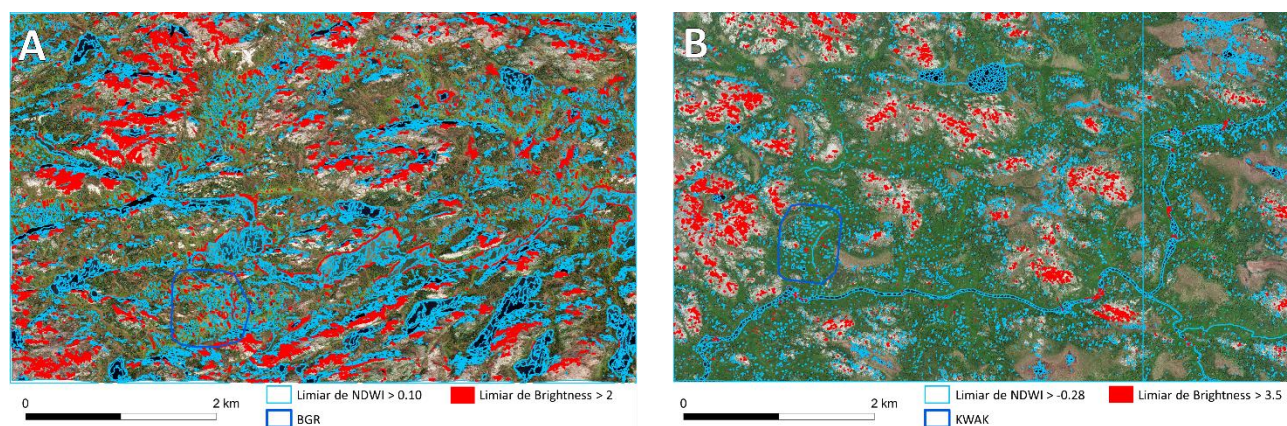 A
B
Limiar de NDWI > 0.10 Limiar de Brightness > 2
0 2 km
BGR
Limiar de NDWI > -0.28 Limiar de Brightness > 3.5
0 2 km
KWAK